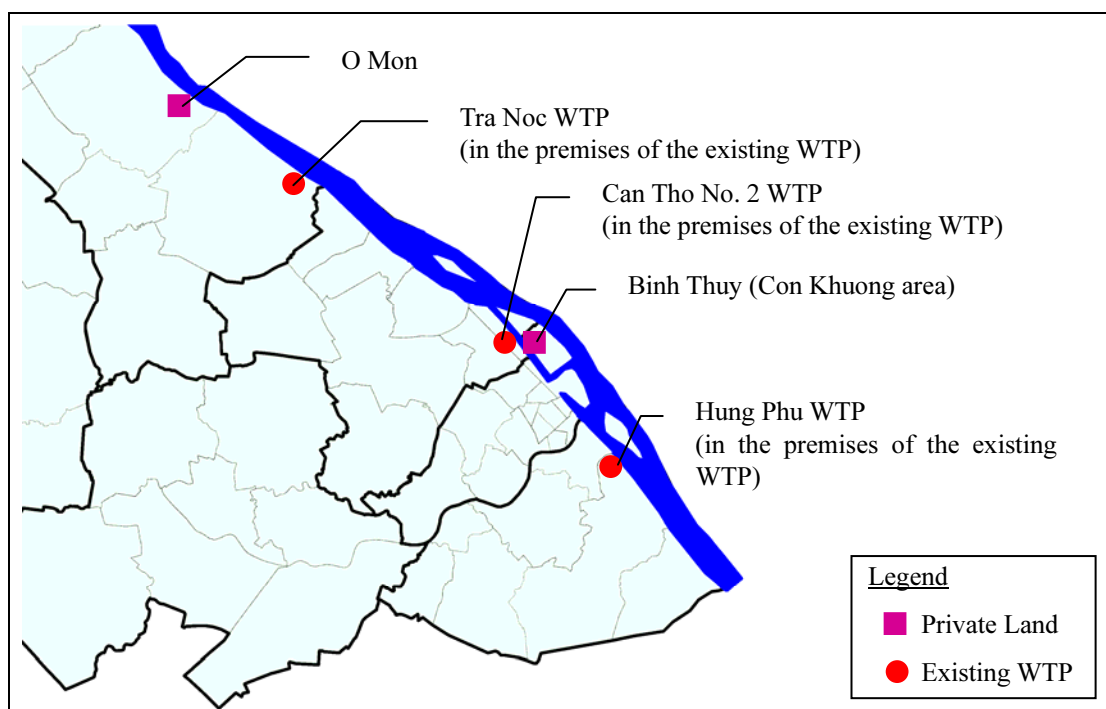 O Mon
Tra Noc WTP
(in the premises of the existing WTP)
Can Tho No. 2 WTP
(in the premises of the existing WTP)
Binh Thuy (Con Khuong area)
Hung Phu WTP
(in the premises of the existing
WTP)
Legend
Private Land
Existing WTP